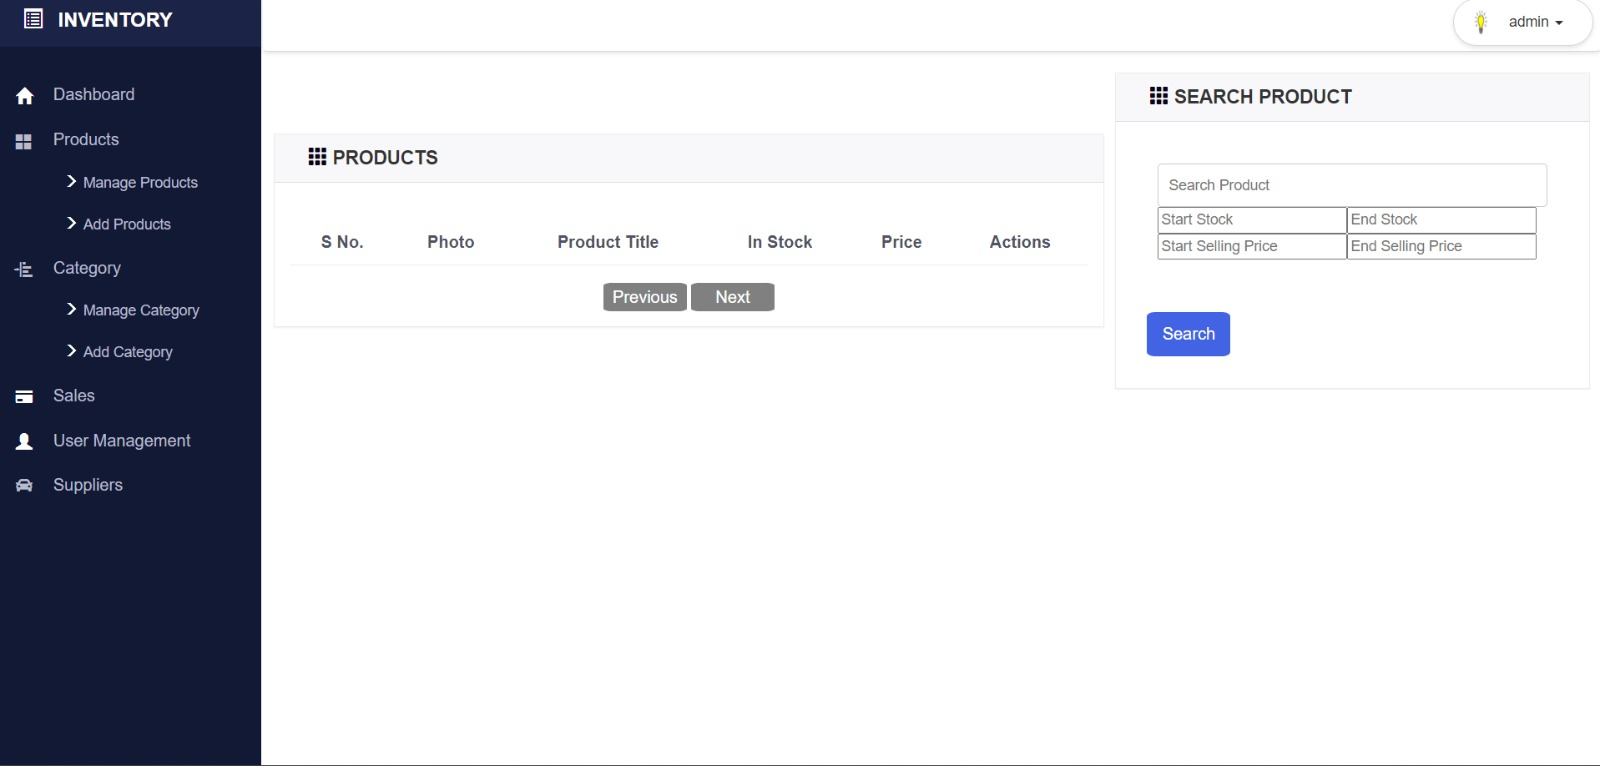 INVENTORY
admin
Dashboard
Products
Manage Products
Add Products
Category
Manage Category
Add Category
Sales
User Management
Suppliers
PRODUCTS
S No. Photo Product Title In Stock Price Actions
Previous Next
SEARCH PRODUCT
Search Product
Start Stock End Stock
Start Selling Price End Selling Price
Search